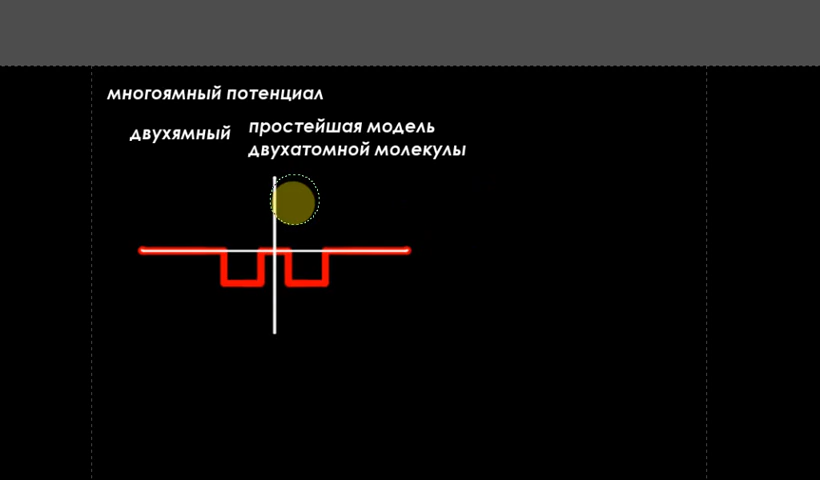 многоямный потенциал
двухямный
простейшая модель
двухатомной молекулы